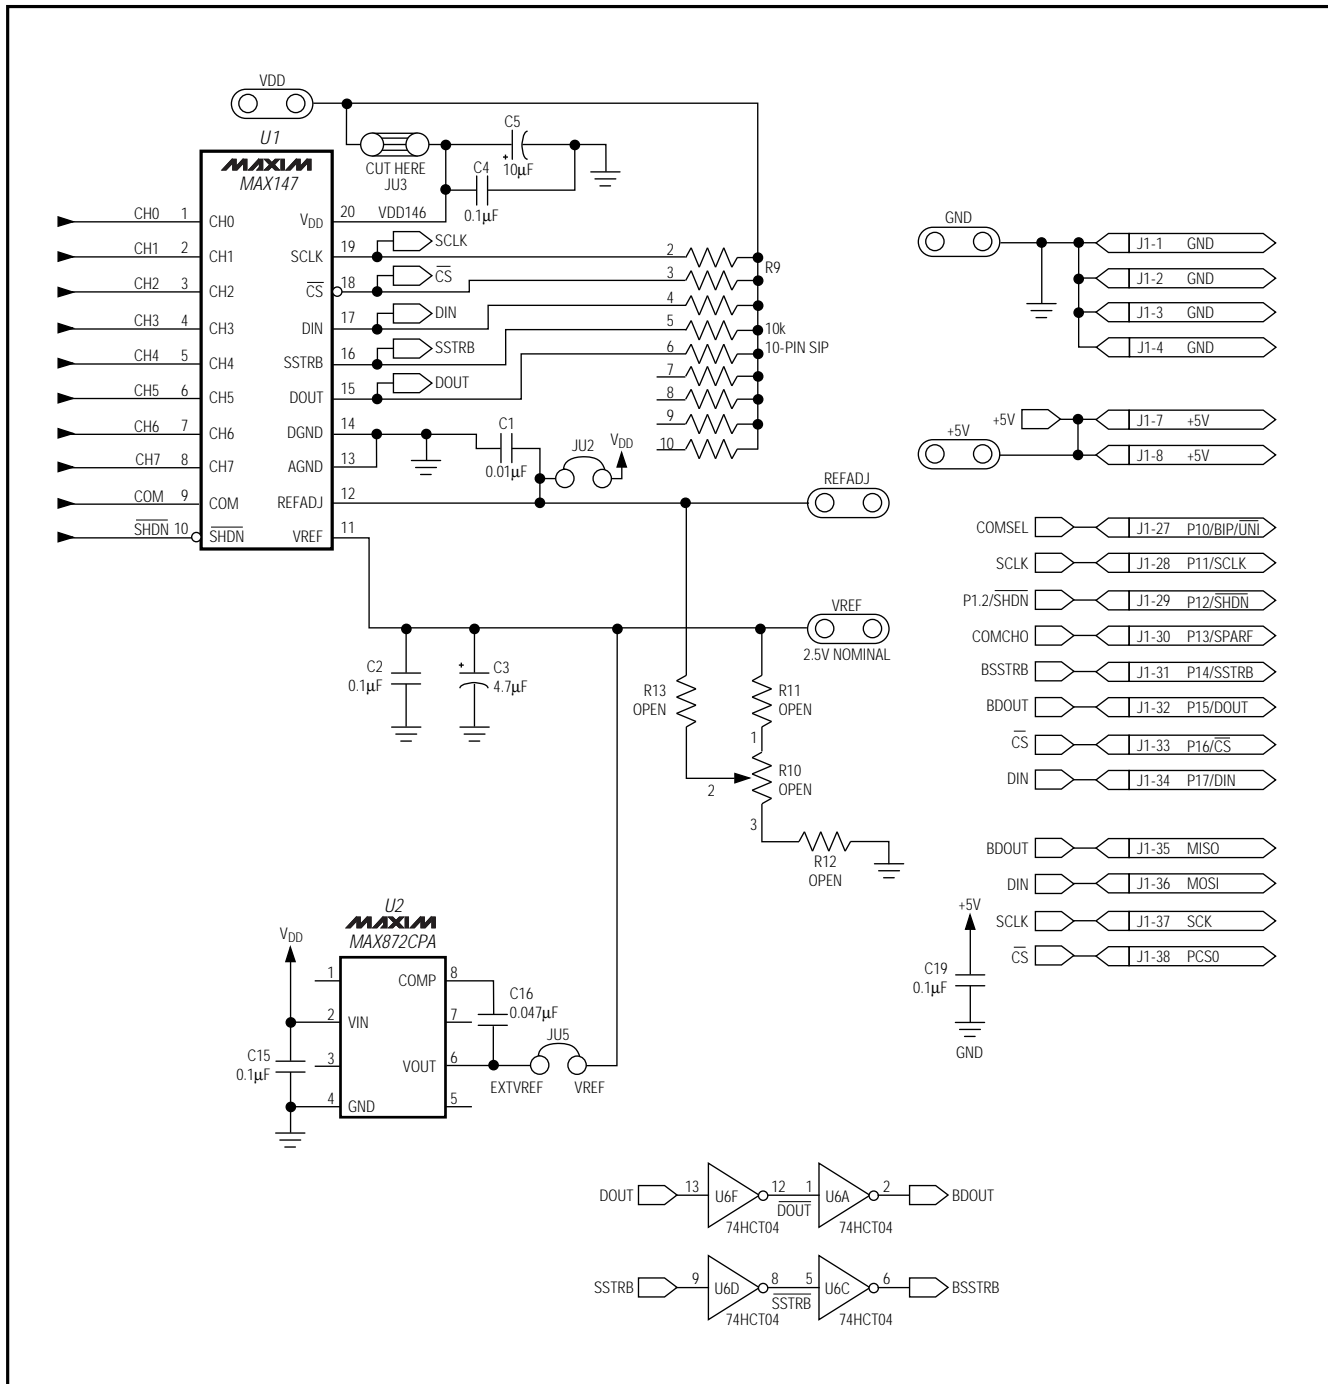 VDD
U1
MAXIM
MAX147
CUT HERE
JU3
C5
10µF
+
C4
0.1µF
VDD146
CH0 1 CH0
CH1 2 CH1
CH2 3 CH2
CH3 4 CH3
CH4 5 CH4
CH5 6 CH5
CH6 7 CH6
CH7 8 CH7
COM 9 COM
S̅H̅D̅N̅ 10 S̅H̅D̅N̅
VDD 20
SCLK 19 SCLK
C̅S̅ 18 C̅S̅
DIN 17 DIN
SSTRB 16 SSTRB
DOUT 15 DOUT
DGND 14
AGND 13
REFADJ 12
VREF 11
2
3
4
5
6
7
8
9
10
R9
10k
10-PIN SIP
C1
0.01µF
JU2
VDD
REFADJ
VREF
2.5V NOMINAL
C2
0.1µF
+
C3
4.7µF
R13
OPEN
R11
OPEN
1
R10
OPEN
2
3
R12
OPEN
GND
J1-1 GND
J1-2 GND
J1-3 GND
J1-4 GND
+5V J1-7 +5V
+5V
J1-8 +5V
COMSEL J1-27 P10/BIP/U̅N̅I̅
SCLK J1-28 P11/SCLK
P1.2/S̅H̅D̅N̅ J1-29 P12/S̅H̅D̅N̅
COMCHO J1-30 P13/SPARF
BSSTRB J1-31 P14/SSTRB
BDOUT J1-32 P15/DOUT
C̅S̅ J1-33 P16/C̅S̅
DIN J1-34 P17/DIN
BDOUT J1-35 MISO
DIN J1-36 MOSI
SCLK J1-37 SCK
C̅S̅ J1-38 PCS0
+5V
C19
0.1µF
GND
U2
MAXIM
MAX872CPA
VDD
1
2 VIN
3
4 GND
COMP 8
7
VOUT 6
5
C15
0.1µF
C16
0.047µF
JU5
EXTVREF VREF
DOUT 13 U6F 12 1 U6A 2 BDOUT
D̅O̅U̅T̅
74HCT04 74HCT04
SSTRB 9 U6D 8 5 U6C 6 BSSTRB
S̅S̅T̅R̅B̅
74HCT04 74HCT04